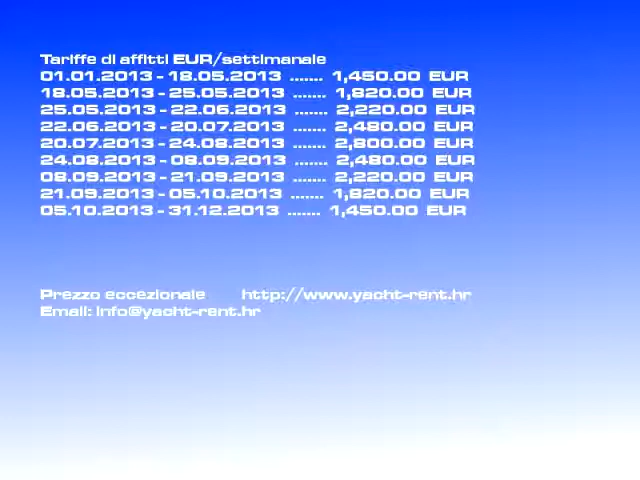 Tariffe di affitti EUR/settimanale
01.01.2013 - 18.05.2013 ....... 1,450.00 EUR
18.05.2013 - 25.05.2013 ....... 1,820.00 EUR
25.05.2013 - 22.06.2013 ....... 2,220.00 EUR
22.06.2013 - 20.07.2013 ....... 2,480.00 EUR
20.07.2013 - 24.08.2013 ....... 2,800.00 EUR
24.08.2013 - 08.09.2013 ....... 2,480.00 EUR
08.09.2013 - 21.09.2013 ....... 2,220.00 EUR
21.09.2013 - 05.10.2013 ....... 1,820.00 EUR
05.10.2013 - 31.12.2013 ....... 1,450.00 EUR
Prezzo eccezionale http://www.yacht-rent.hr
Email: info@yacht-rent.hr